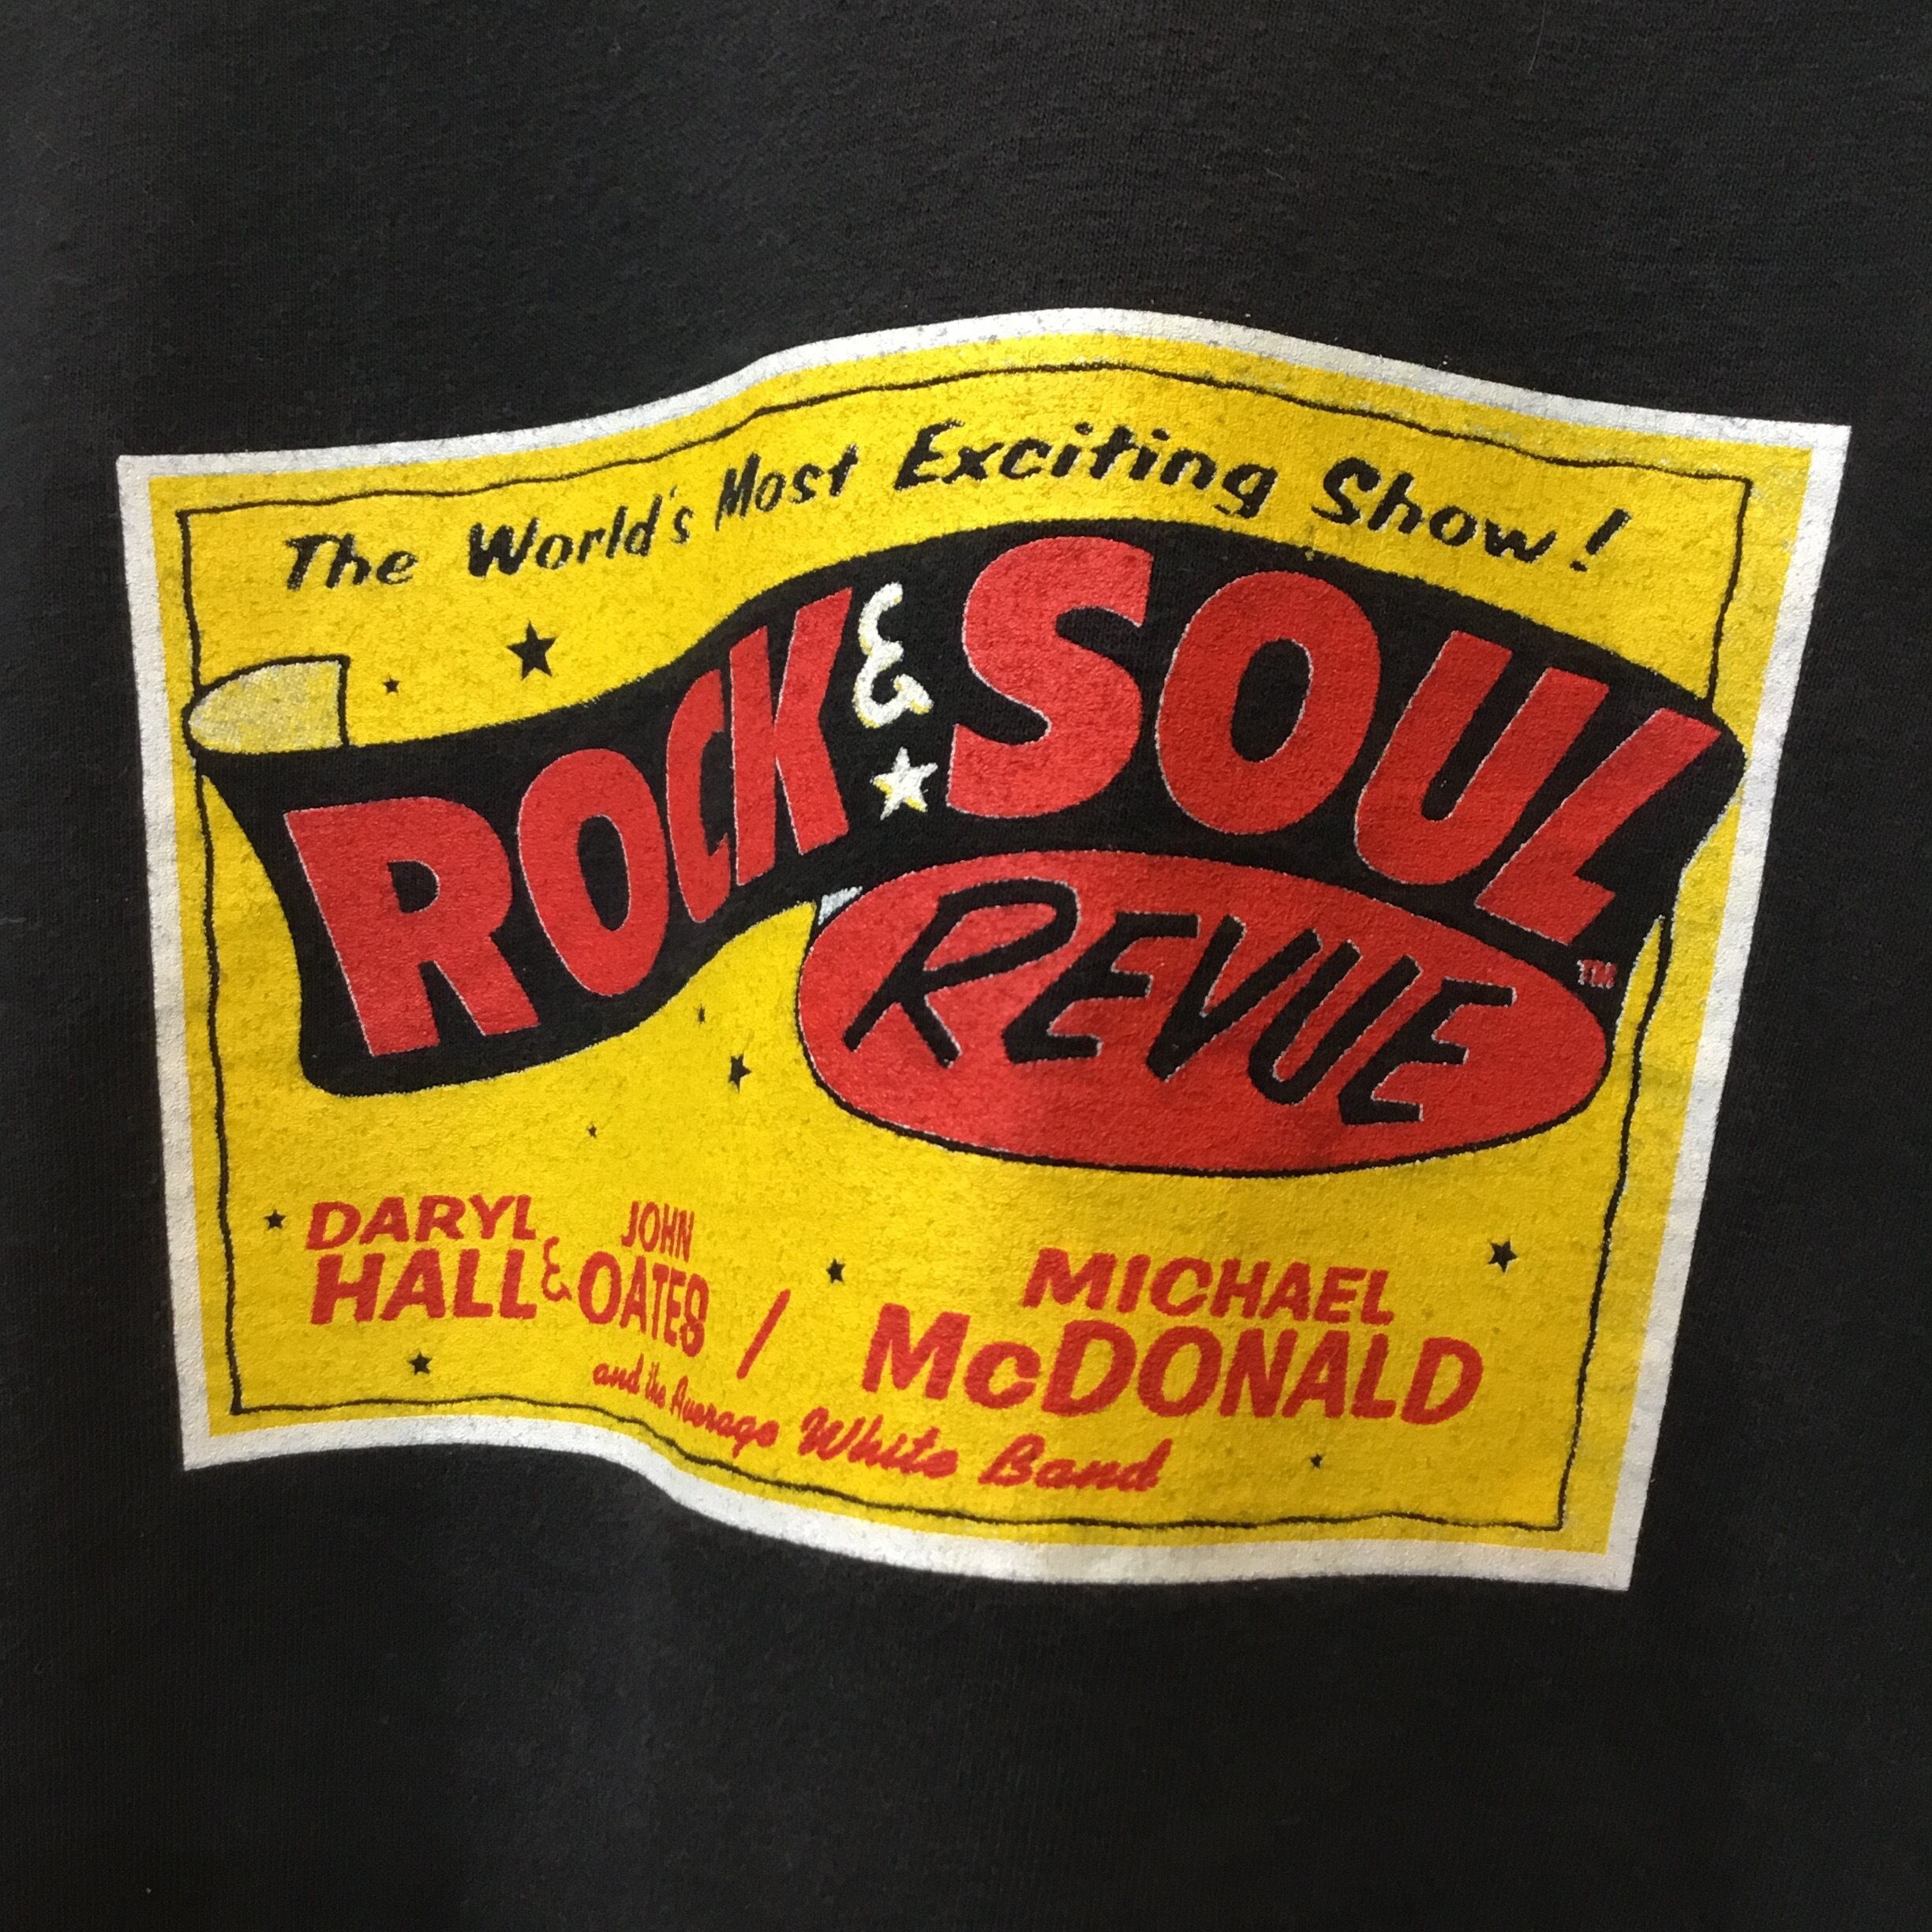 The World's Most Exciting Show!
ROCK & SOUL
REVUE ™
DARYL HALL & JOHN OATES / MICHAEL McDONALD
and the Average White Band